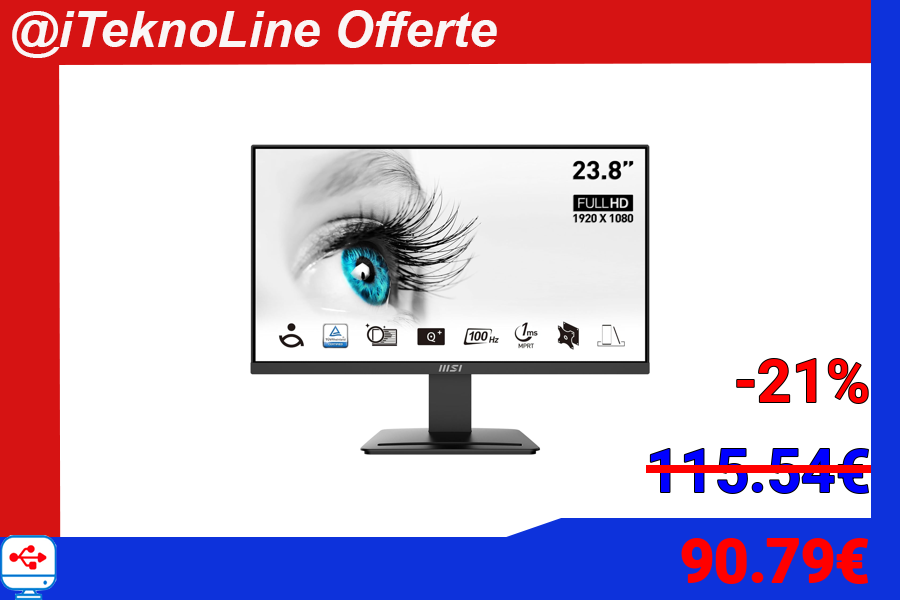 @iTeknoLine Offerte
23.8”
FULL HD
1920 X 1080
100Hz
1ms
MPRT
msi
-21%
115.54€
90.79€